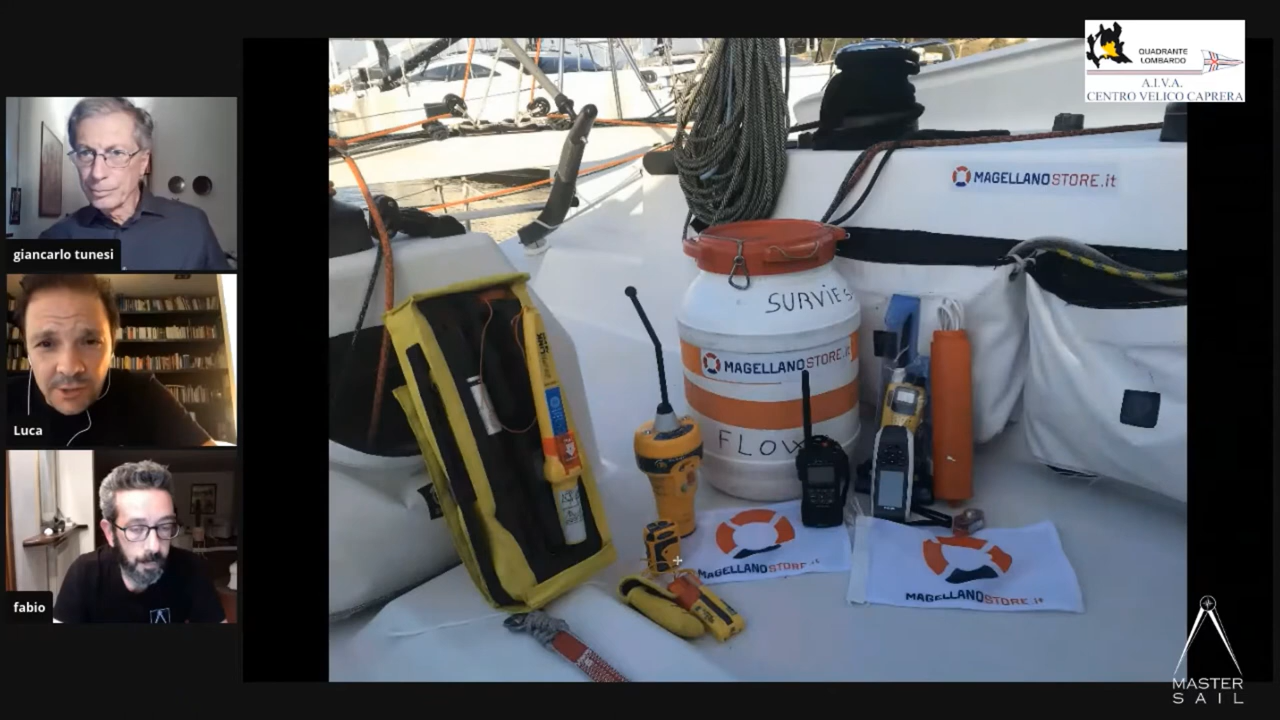 QUADRANTE
LOMBARDO
A.I.V.A.
CENTRO VELICO CAPRERA
giancarlo tunesi
Luca
fabio
MAGELLANOSTORE.it
SURVIES
MAGELLANOSTORE.it
FLOW
MAGELLANOSTORE.it
MAGELLANOSTORE.it
MASTER
SAIL